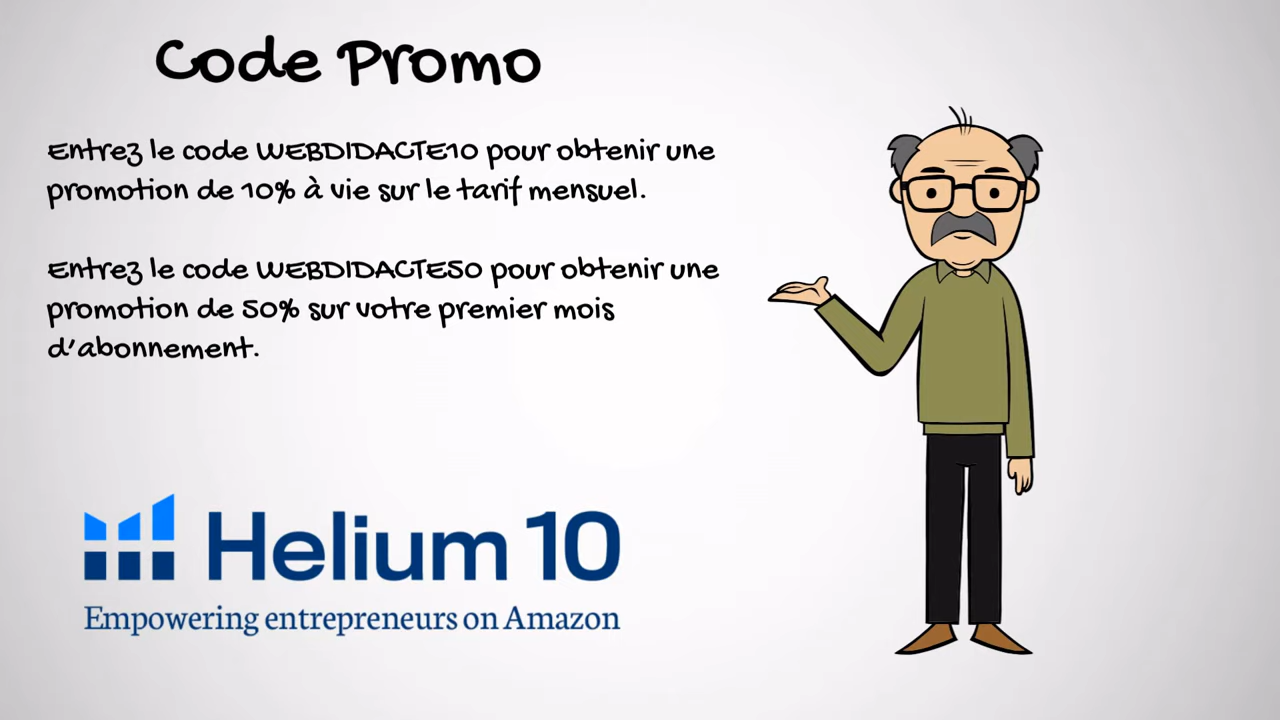 Code Promo
Entrez le code WEBDIDACTE10 pour obtenir une
promotion de 10% à vie sur le tarif mensuel.
Entrez le code WEBDIDACTE50 pour obtenir une
promotion de 50% sur votre premier mois
d'abonnement.
Helium 10
Empowering entrepreneurs on Amazon